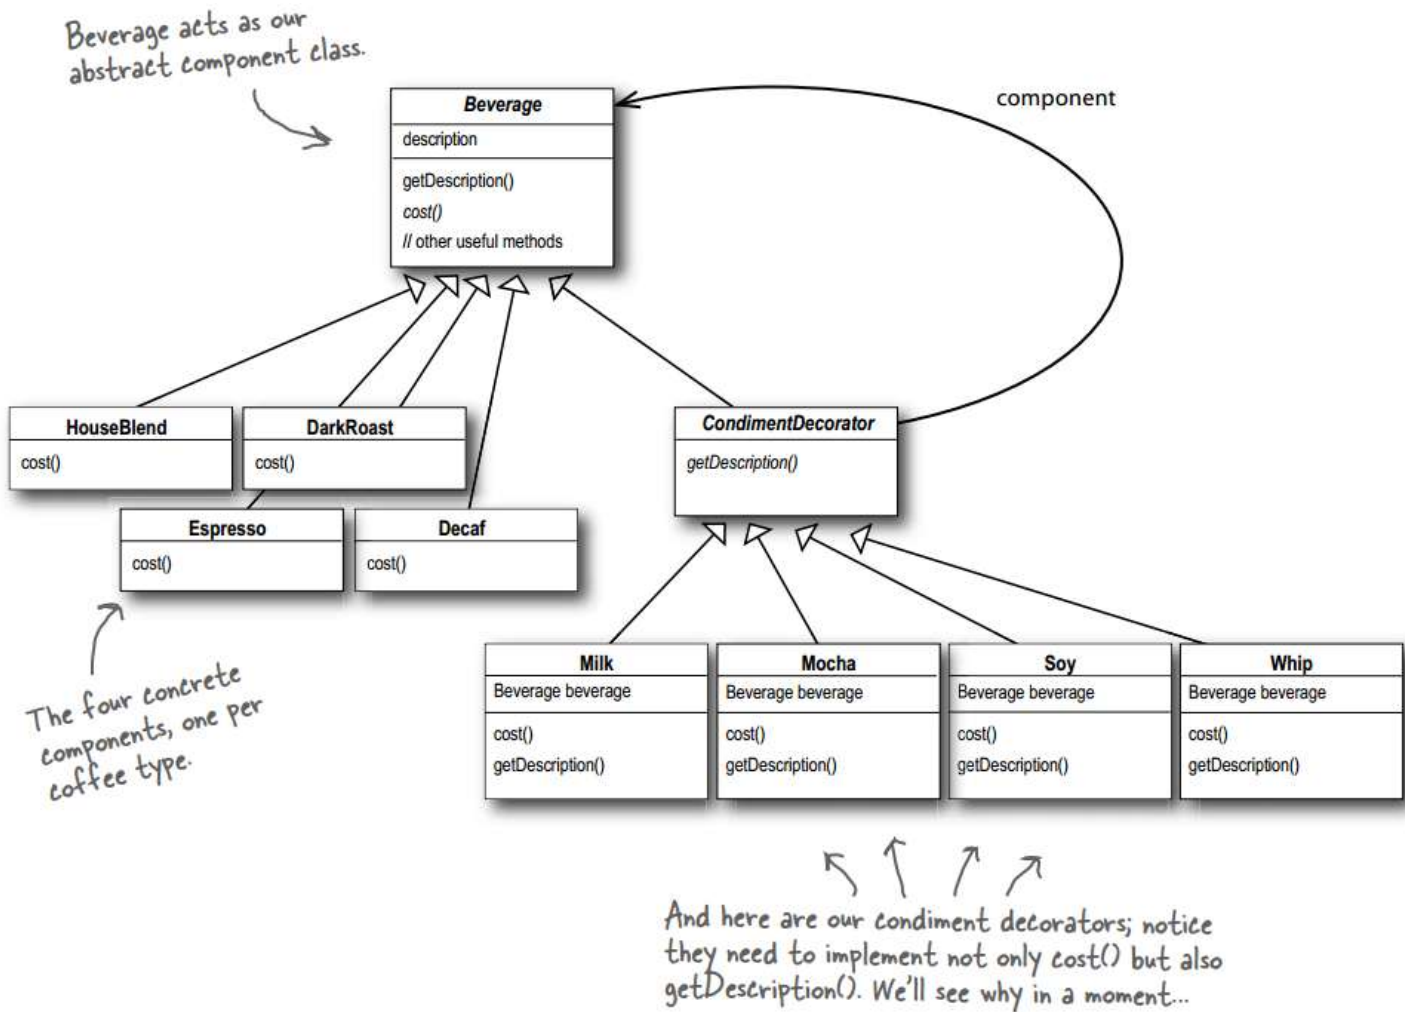 Beverage acts as our
abstract component class.
Beverage
description
getDescription()
cost()
// other useful methods
component
HouseBlend
cost()
DarkRoast
cost()
CondimentDecorator
getDescription()
Espresso
cost()
Decaf
cost()
The four concrete
components, one per
coffee type.
Milk
Beverage beverage
cost()
getDescription()
Mocha
Beverage beverage
cost()
getDescription()
Soy
Beverage beverage
cost()
getDescription()
Whip
Beverage beverage
cost()
getDescription()
And here are our condiment decorators; notice
they need to implement not only cost() but also
getDescription(). We'll see why in a moment...